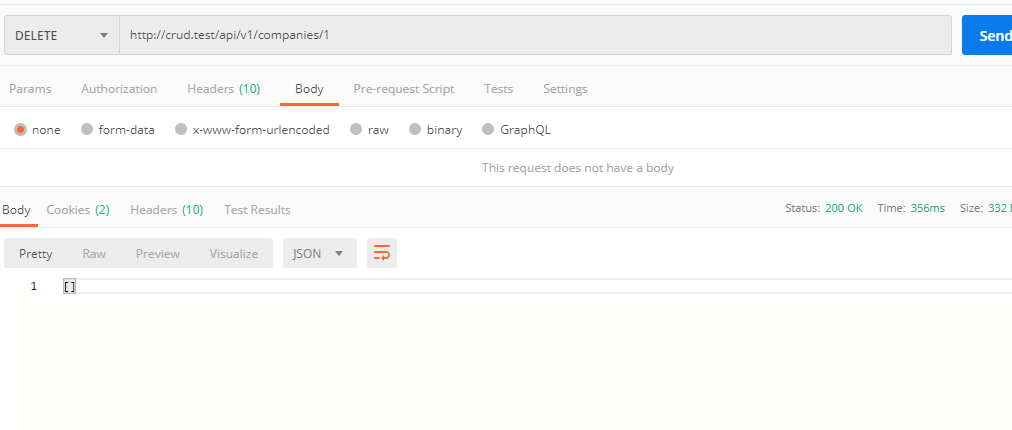 DELETE http://crud.test/api/v1/companies/1 Send
Params Authorization Headers (10) Body Pre-request Script Tests Settings
none form-data x-www-form-urlencoded raw binary GraphQL
This request does not have a body
Body Cookies (2) Headers (10) Test Results Status: 200 OK Time: 356ms Size: 332
Pretty Raw Preview Visualize JSON
1 []